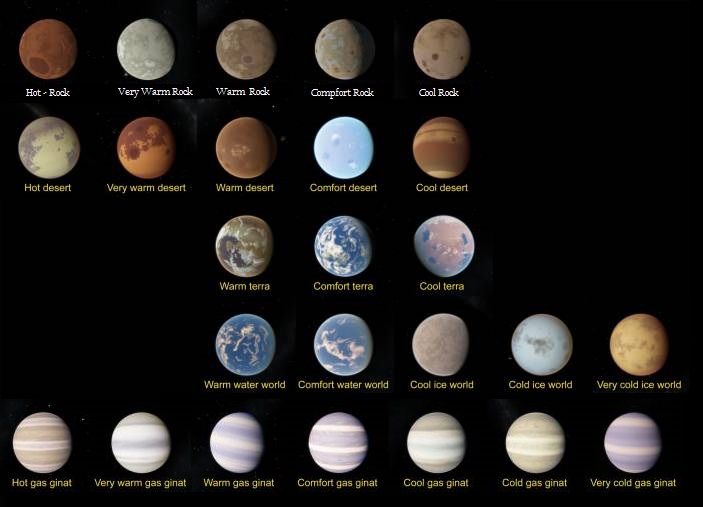 Hot - Rock
Very Warm Rock
Warm Rock
Compfort Rock
Cool Rock
Hot desert
Very warm desert
Warm desert
Comfort desert
Cool desert
Warm terra
Comfort terra
Cool terra
Warm water world
Comfort water world
Cool ice world
Cold ice world
Very cold ice world
Hot gas ginat
Very warm gas ginat
Warm gas ginat
Comfort gas ginat
Cool gas ginat
Cold gas ginat
Very cold gas ginat